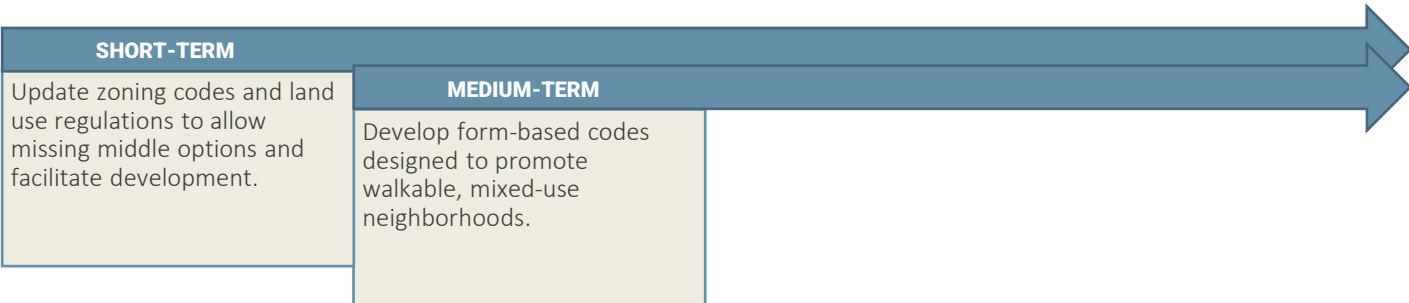 SHORT-TERM
Update zoning codes and land
use regulations to allow
missing middle options and
facilitate development.
MEDIUM-TERM
Develop form-based codes
designed to promote
walkable, mixed-use
neighborhoods.